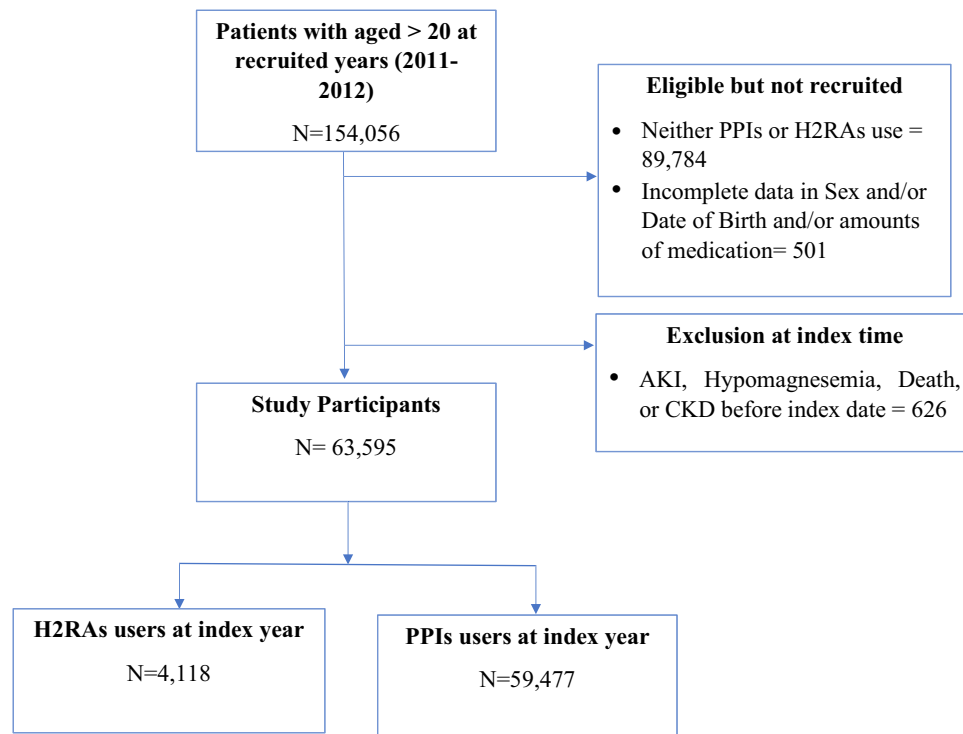 Patients with aged > 20 at
recruited years (2011-
2012)
N=154,056
Eligible but not recruited
• Neither PPIs or H2RAs use =
89,784
• Incomplete data in Sex and/or
Date of Birth and/or amounts
of medication= 501
Exclusion at index time
• AKI, Hypomagnesemia, Death,
or CKD before index date = 626
Study Participants
N= 63,595
H2RAs users at index year
N=4,118
PPIs users at index year
N=59,477